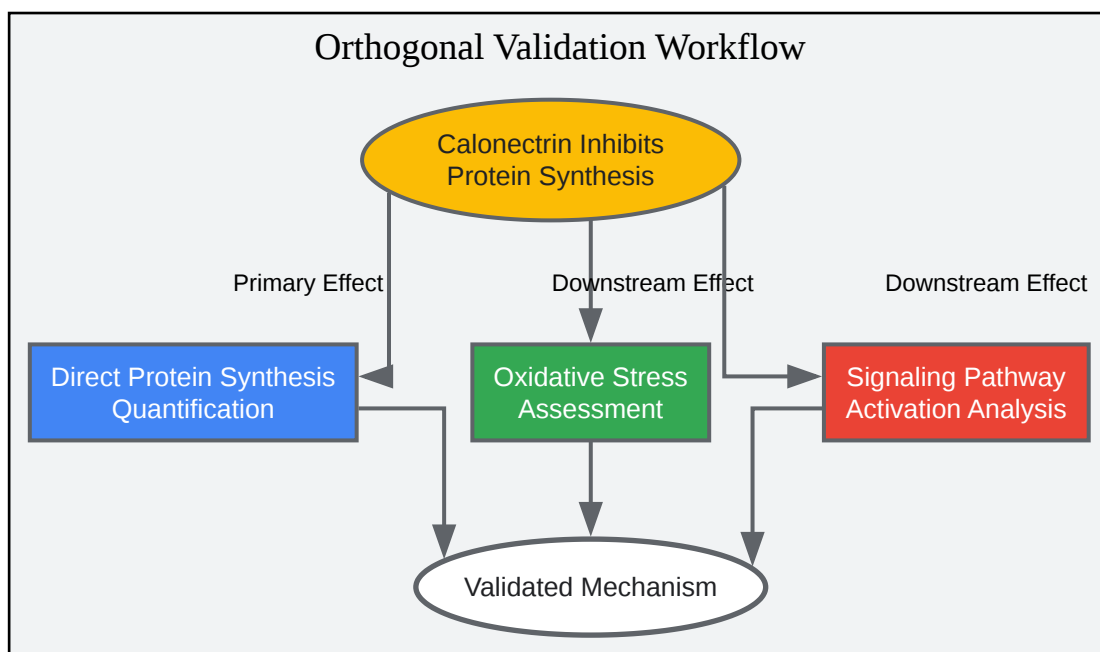 Orthogonal Validation Workflow
Calonectrin Inhibits
Protein Synthesis
Primary Effect
Downstream Effect
Downstream Effect
Direct Protein Synthesis
Quantification
Oxidative Stress
Assessment
Signaling Pathway
Activation Analysis
Validated Mechanism